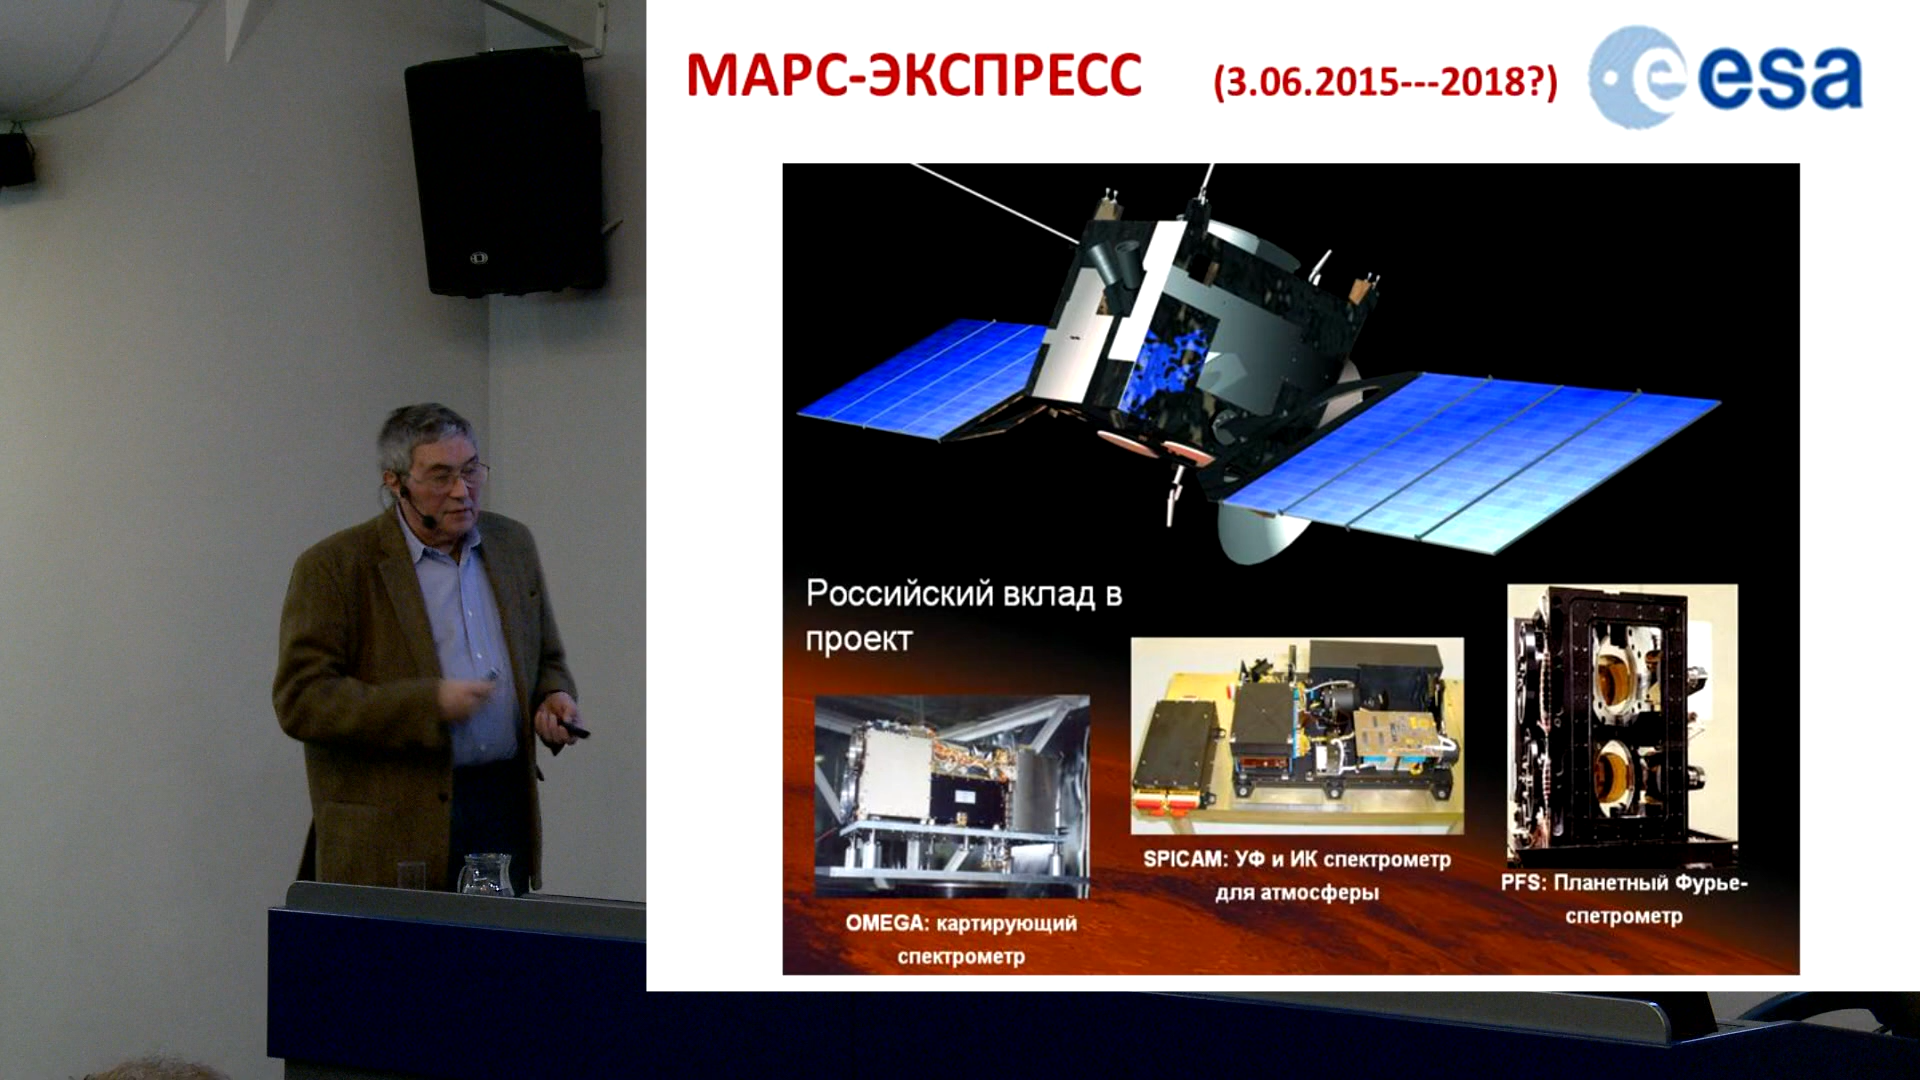 МАРС-ЭКСПРЕСС (3.06.2015---2018?) esa
Российский вклад в
проект
OMEGA: картирующий
спектрометр
SPICAM: УФ и ИК спектрометр
для атмосферы
PFS: Планетный Фурье-
спетрометр